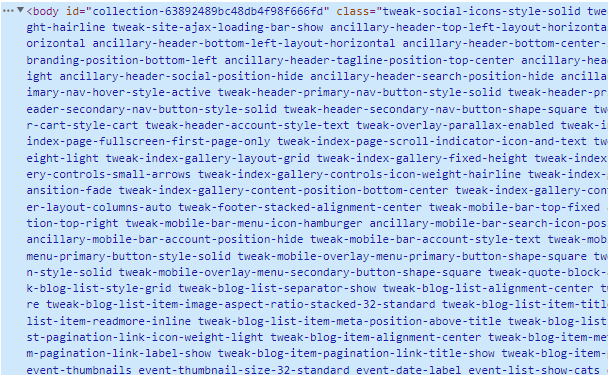 <body id="collection-63892489bc48db4f98f666fd" class="tweak-social-icons-style-solid twe
ght-hairline tweak-site-ajax-loading-bar-show ancillary-header-top-left-layout-horizonta
orizontal ancillary-header-bottom-left-layout-horizontal ancillary-header-bottom-center-
branding-position-bottom-left ancillary-header-tagline-position-top-center ancillary-hea
ight ancillary-header-social-position-hide ancillary-header-search-position-hide ancilla
imary-nav-hover-style-active tweak-header-primary-nav-button-style-solid tweak-header-pr
eader-secondary-nav-button-style-solid tweak-header-secondary-nav-button-shape-square tw
r-cart-style-cart tweak-header-account-style-text tweak-overlay-parallax-enabled tweak-i
index-page-fullscreen-first-page-only tweak-index-page-scroll-indicator-icon-and-text tw
eight-light tweak-index-gallery-layout-grid tweak-index-gallery-fixed-height tweak-index
ery-controls-small-arrows tweak-index-gallery-controls-icon-weight-hairline tweak-index-
ansition-fade tweak-index-gallery-content-position-bottom-center tweak-index-gallery-con
er-layout-columns-auto tweak-footer-stacked-alignment-center tweak-mobile-bar-top-fixed
tion-top-right tweak-mobile-bar-menu-icon-hamburger ancillary-mobile-bar-search-icon-pos
ancillary-mobile-bar-account-position-hide tweak-mobile-bar-account-style-text tweak-mob
menu-primary-button-style-solid tweak-mobile-overlay-menu-primary-button-shape-square tw
n-style-solid tweak-mobile-overlay-menu-secondary-button-shape-square tweak-quote-block-
k-blog-list-style-grid tweak-blog-list-separator-show tweak-blog-list-alignment-center t
re tweak-blog-list-item-image-aspect-ratio-stacked-32-standard tweak-blog-list-item-titl
list-item-readmore-inline tweak-blog-list-item-meta-position-above-title tweak-blog-list
st-pagination-link-icon-weight-light tweak-blog-item-alignment-center tweak-blog-item-me
m-pagination-link-label-show tweak-blog-item-pagination-link-title-show tweak-blog-item-
event-thumbnails event-thumbnail-size-32-standard event-date-label event-list-show-cats